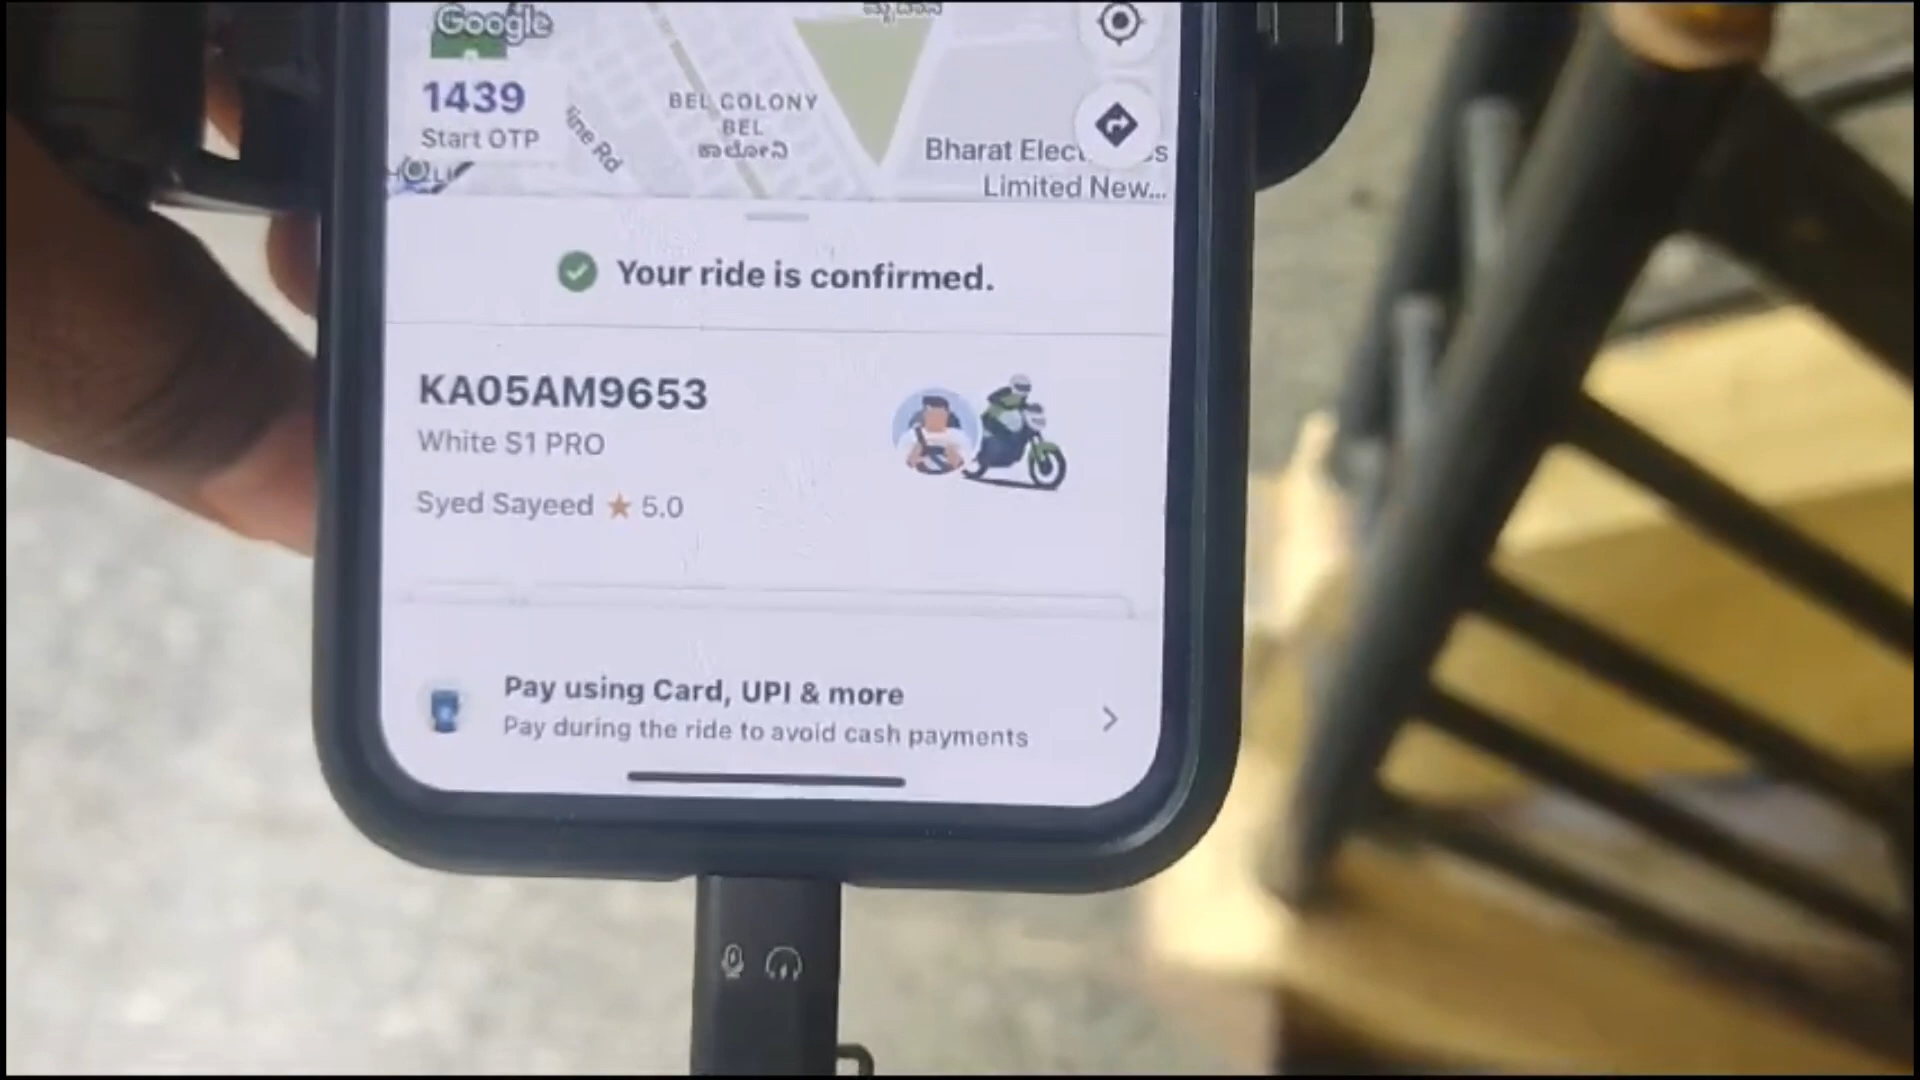 Google
ಮೈದಾನ
1439
Start OTP
BEL COLONY
BEL
ಕಾಲೋನಿ
Bharat Elect
s
Limited New...
Your ride is confirmed.
KA05AM9653
White S1 PRO
Syed Sayeed ★ 5.0
Pay using Card, UPI & more
Pay during the ride to avoid cash payments